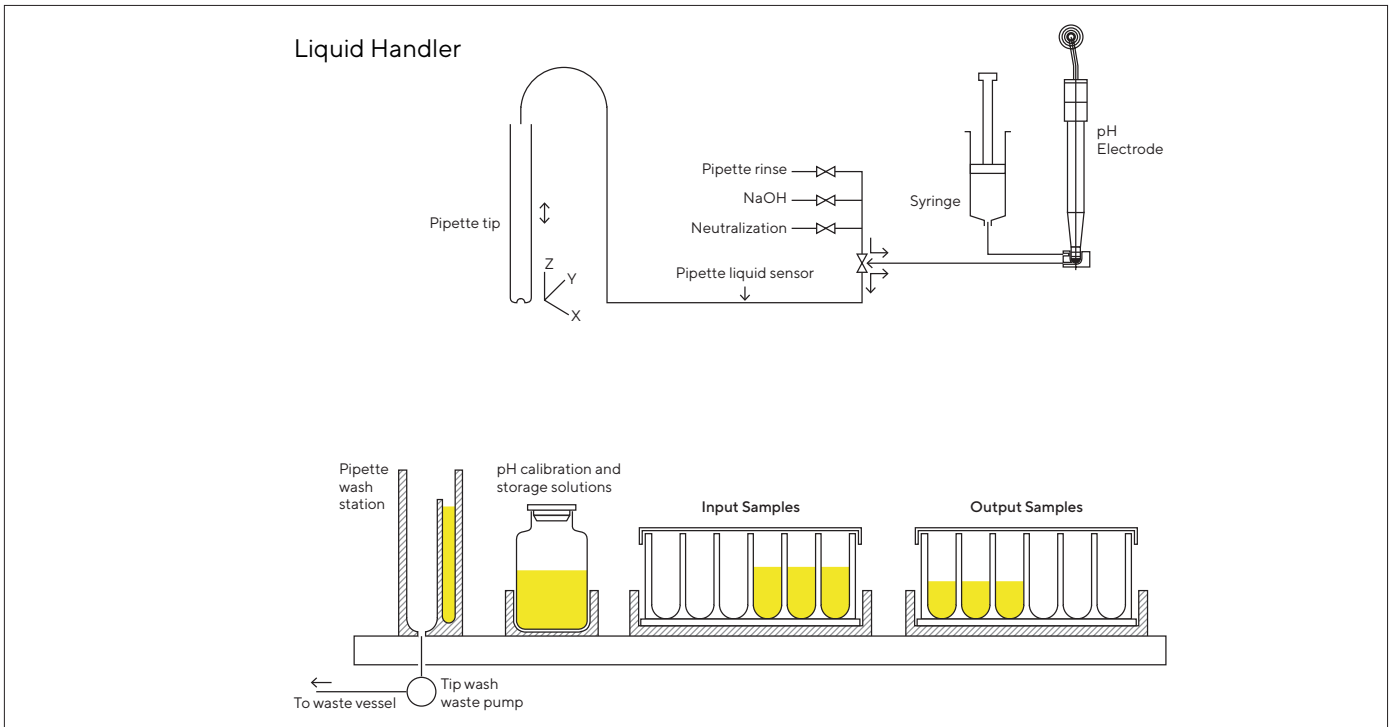 Liquid Handler
pH
Electrode
Pipette rinse
NaOH
Syringe
Neutralization
Pipette tip
Z
Y
X
Pipette liquid sensor
Pipette
wash
station
pH calibration and
storage solutions
Input Samples
Output Samples
To waste vessel
Tip wash
waste pump